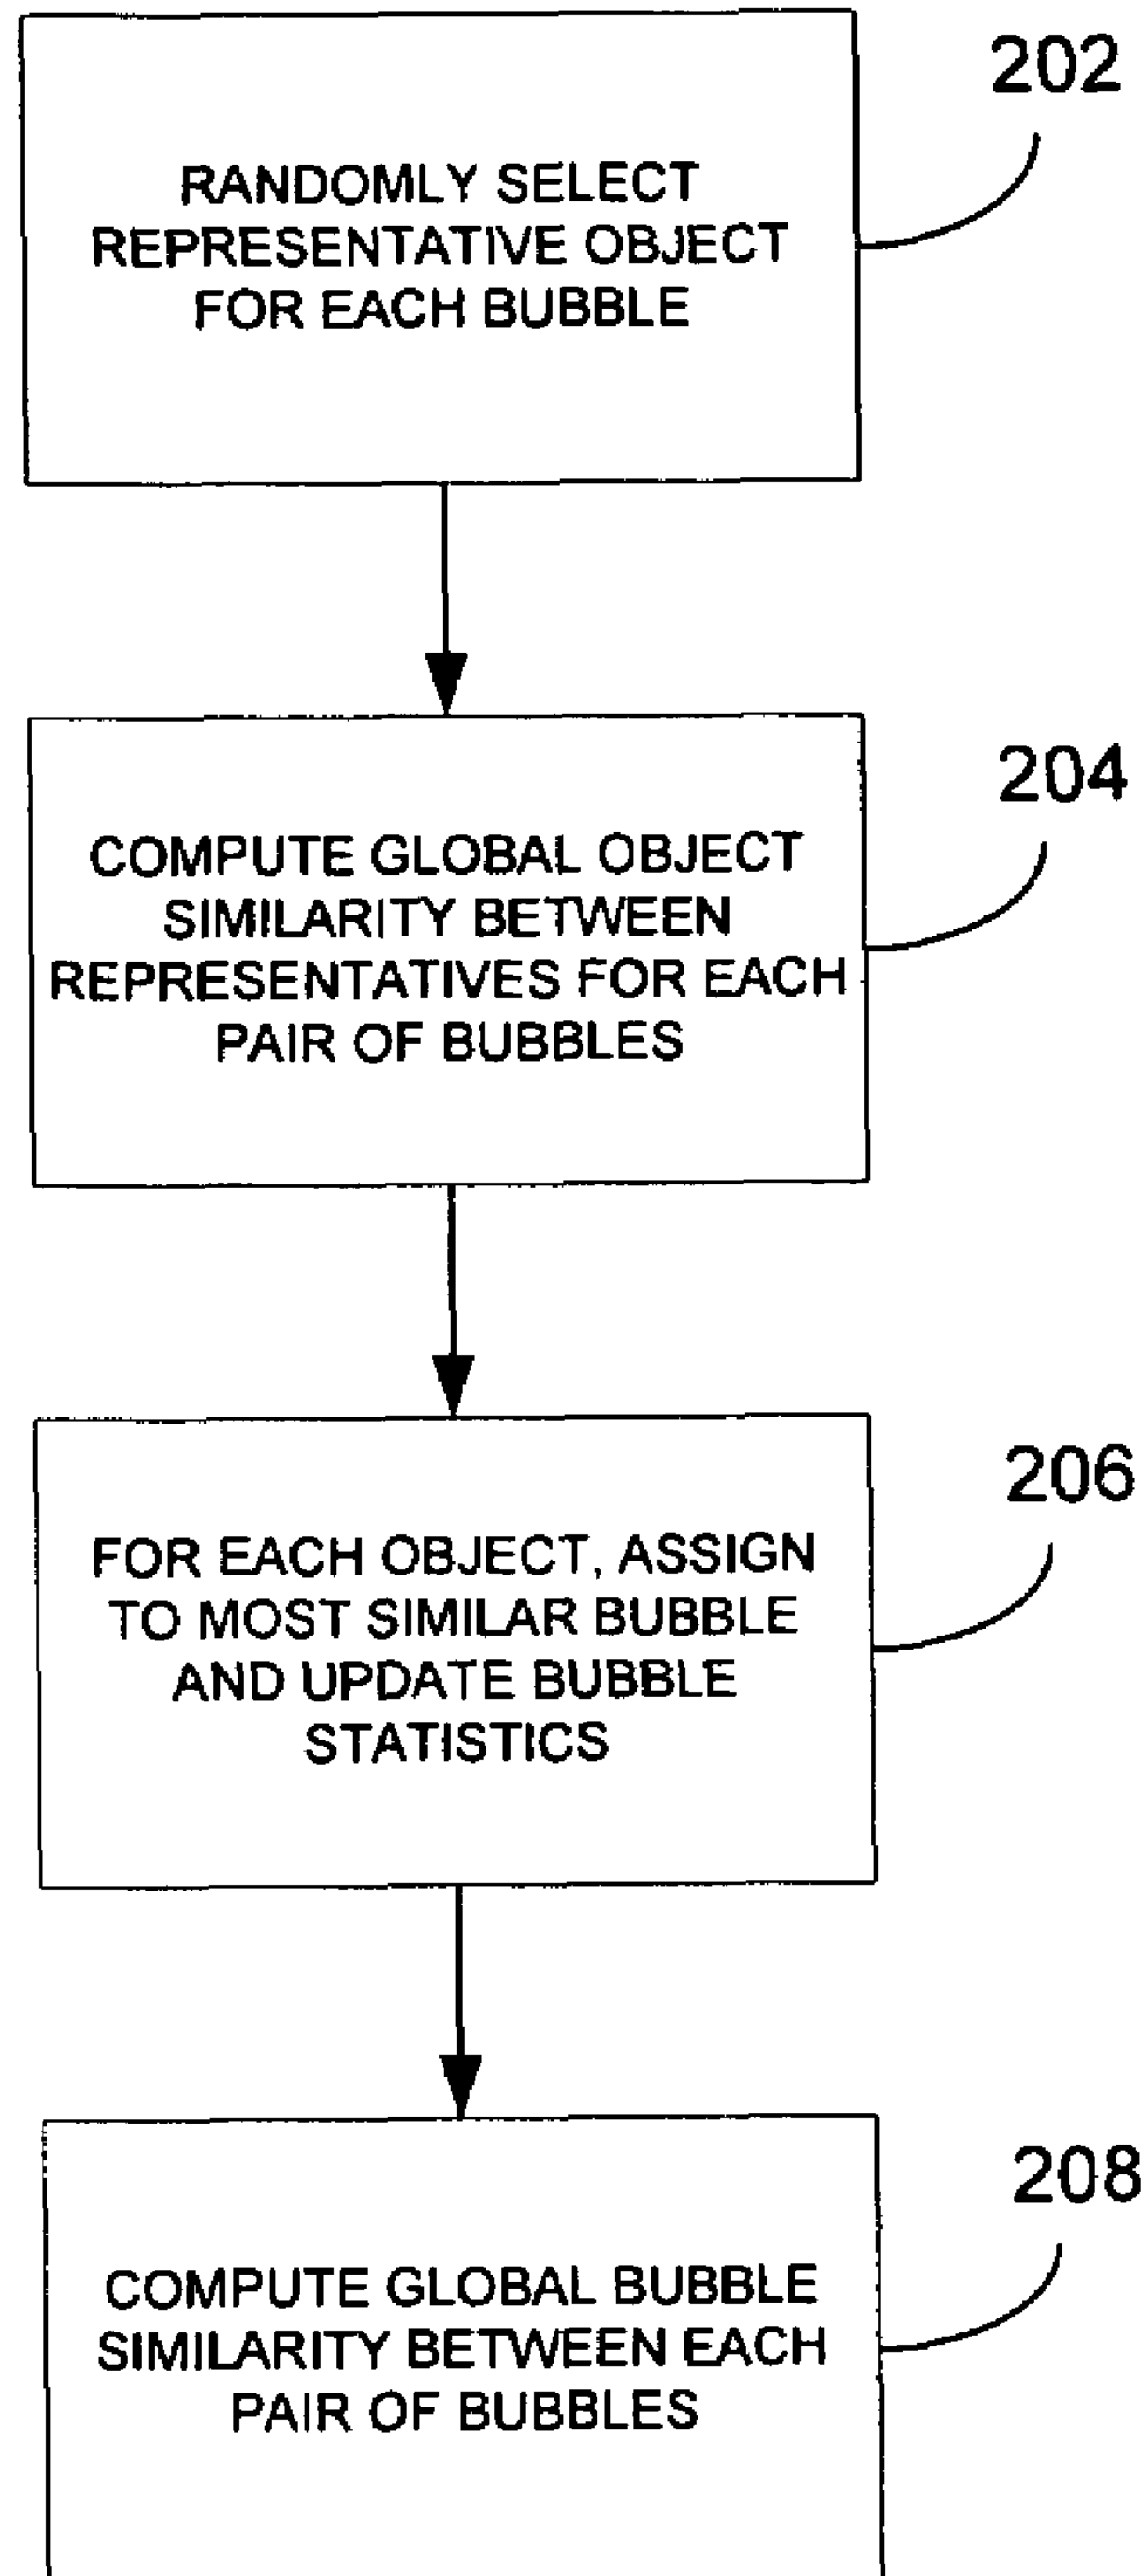 202
RANDOMLY SELECT
REPRESENTATIVE OBJECT
FOR EACH BUBBLE
204
COMPUTE GLOBAL OBJECT
SIMILARITY BETWEEN
REPRESENTATIVES FOR EACH
PAIR OF BUBBLES
206
FOR EACH OBJECT, ASSIGN
TO MOST SIMILAR BUBBLE
AND UPDATE BUBBLE
STATISTICS
208
COMPUTE GLOBAL BUBBLE
SIMILARITY BETWEEN EACH
PAIR OF BUBBLES